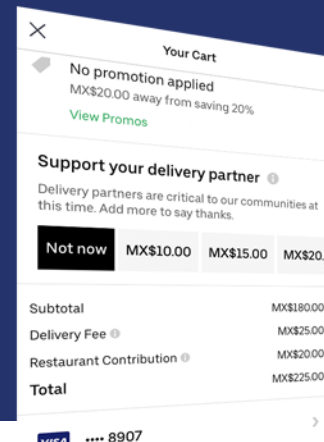 Your Cart
No promotion applied
MX$20.00 away from saving 20%
View Promos
Support your delivery partner
Delivery partners are critical to our communities at
this time. Add more to say thanks.
Not now MX$10.00 MX$15.00 MX$20.
Subtotal MX$180.00
Delivery Fee MX$25.00
Restaurant Contribution MX$20.00
Total MX$225.00
VISA •••• 8907